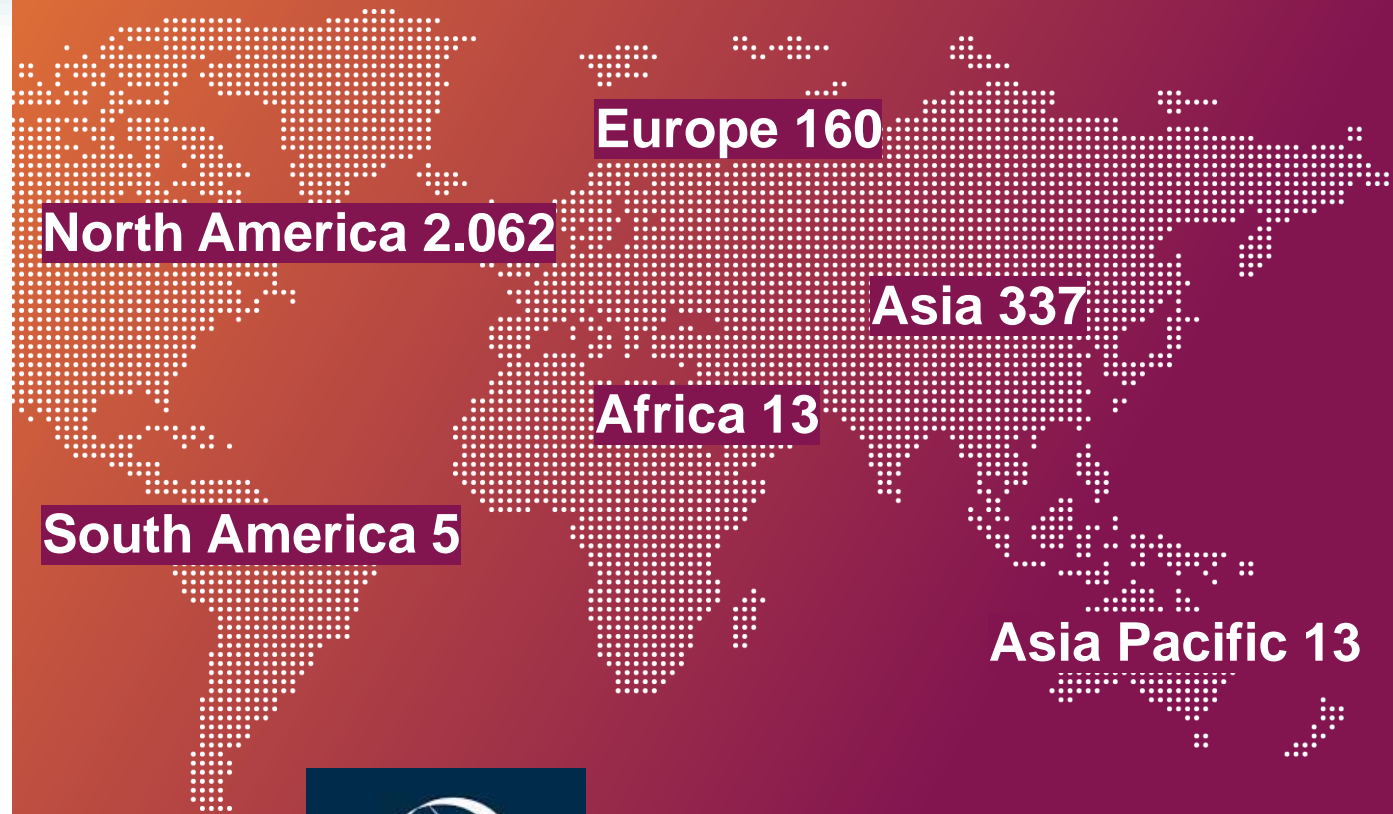 Europe 160
North America 2.062
Asia 337
Africa 13
South America 5
Asia Pacific 13